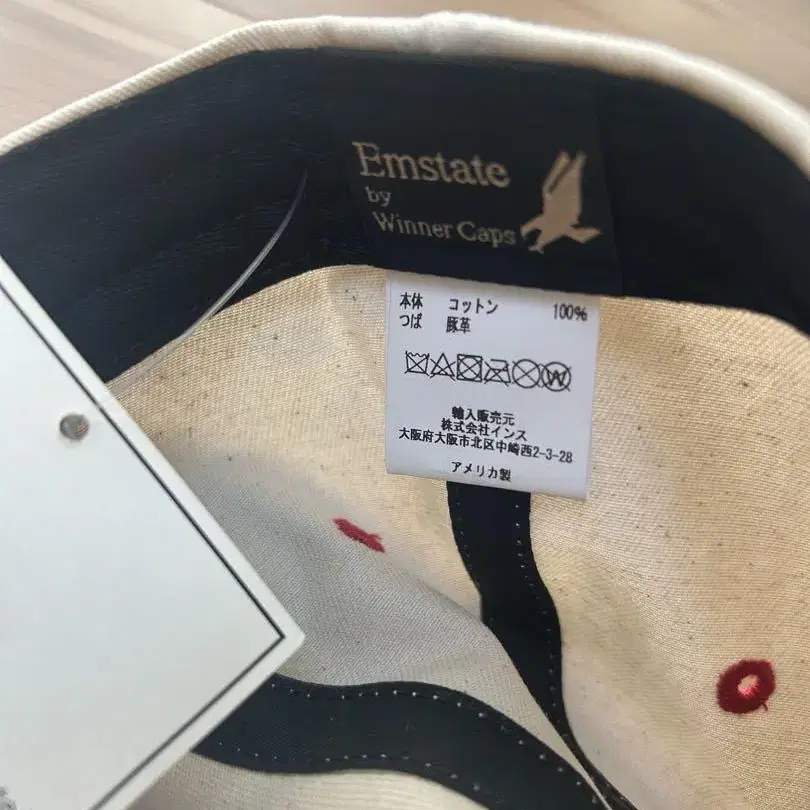 Emstate
by
Winner Caps
本体 コットン 100%
つば 豚革
W
輸入販売元
株式会社インス
大阪府大阪市北区中崎西2-3-28
アメリカ製